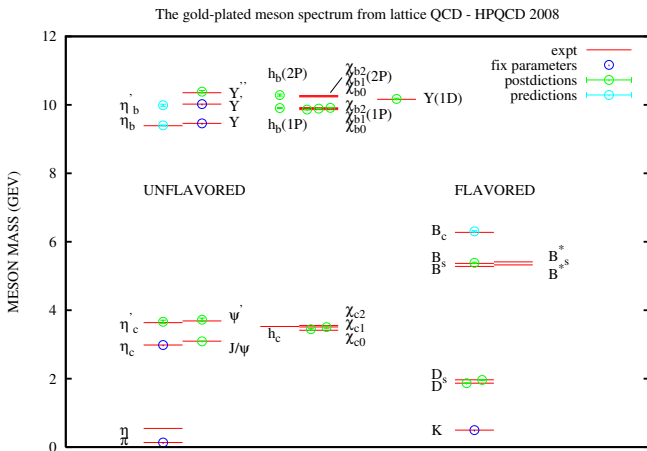 The gold-plated meson spectrum from lattice QCD - HPQCD 2008
MESON MASS (GEV)
12
10
8
6
4
2
0
expt
fix parameters
postdictions
predictions
η'b
ηb
Υ''
Υ'
Υ
hb(2P)
χb2
χb1(2P)
χb0
hb(1P)
χb2
χb1(1P)
χb0
Υ(1D)
UNFLAVORED
FLAVORED
Bc
Bs
B
B*s
B*
η'c
ηc
ψ'
J/ψ
hc
χc2
χc1
χc0
Ds
D
η
π
K